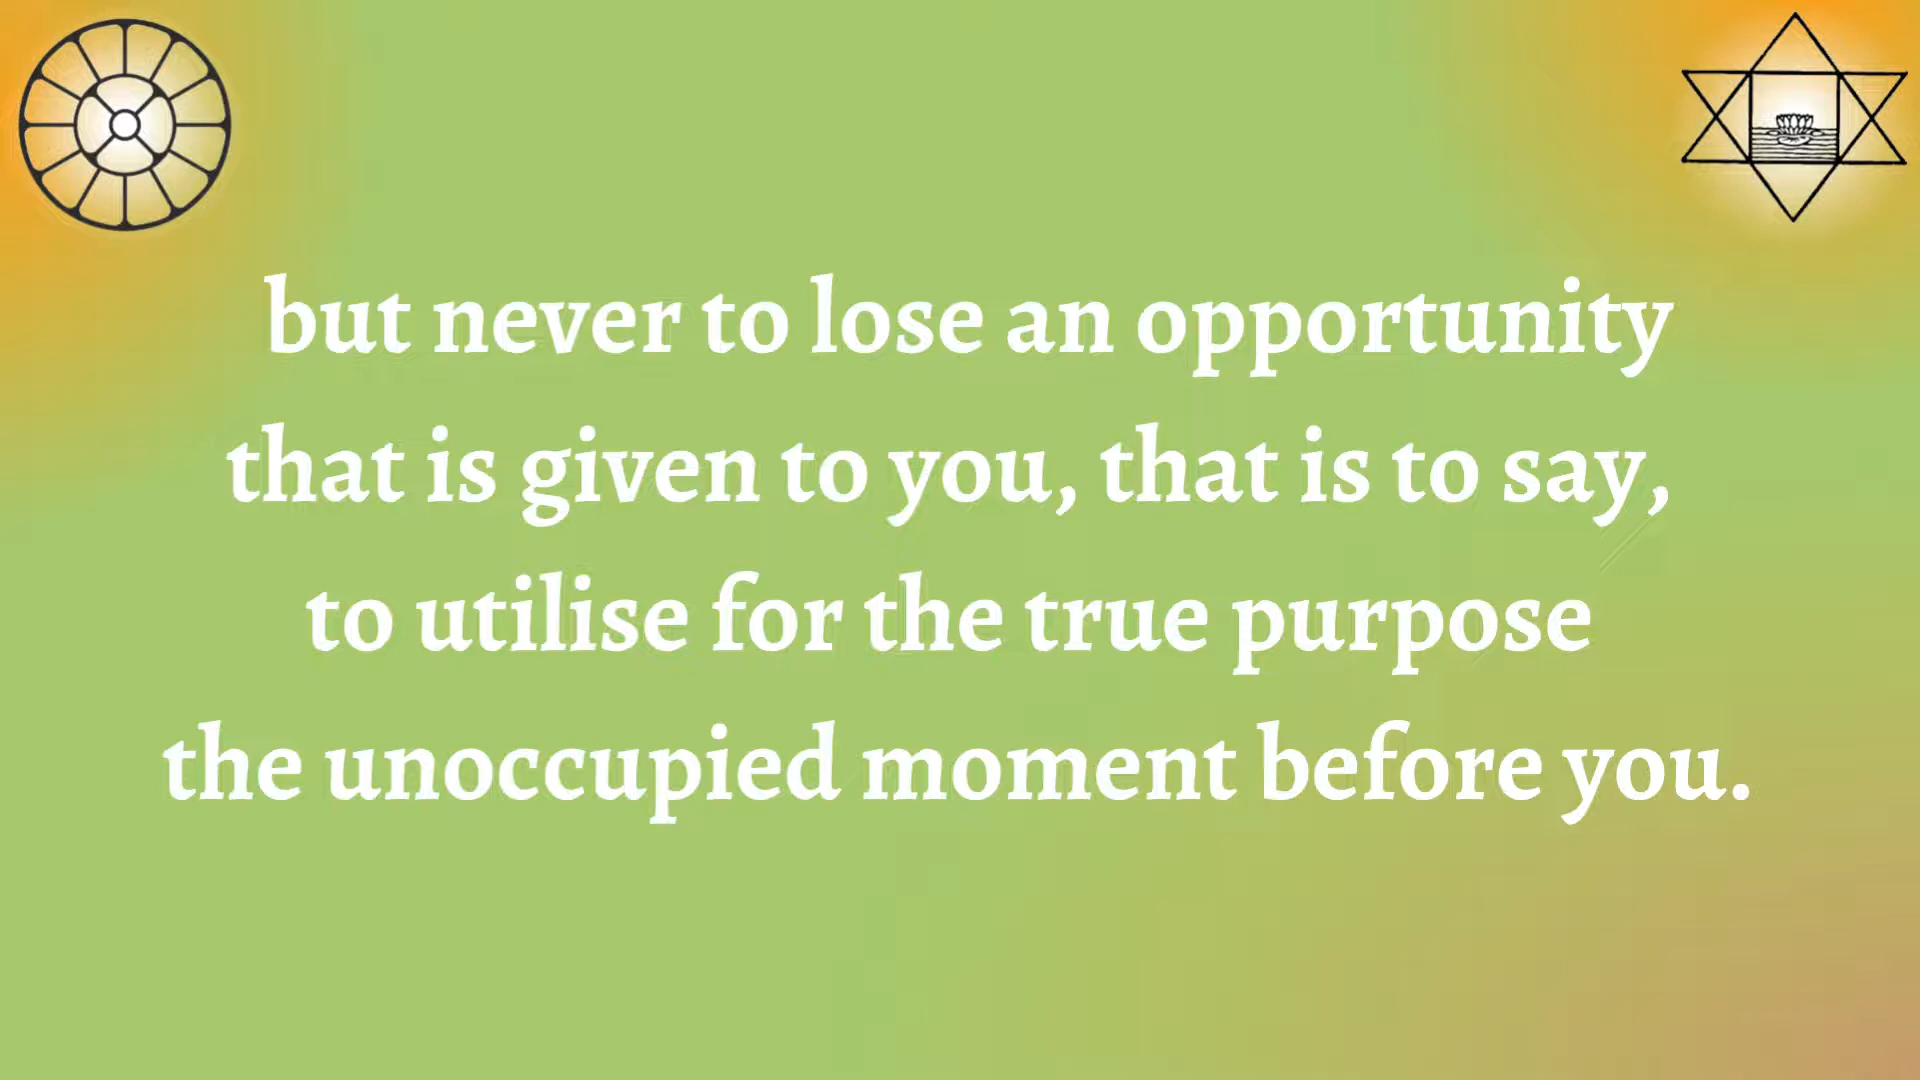 but never to lose an opportunity
that is given to you, that is to say,
to utilise for the true purpose
the unoccupied moment before you.